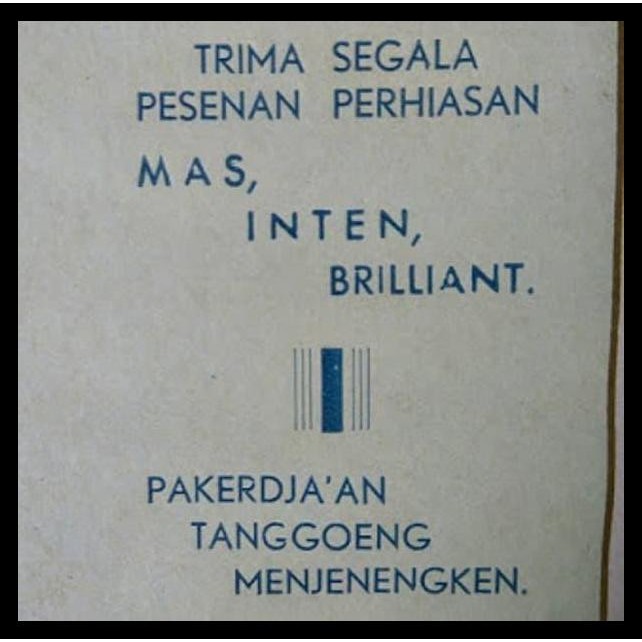 TRIMA SEGALA
PESENAN PERHIASAN
MAS,
INTEN,
BRILLIANT.
PAKERDJA'AN
TANGGOENG
MENJENENGKEN.